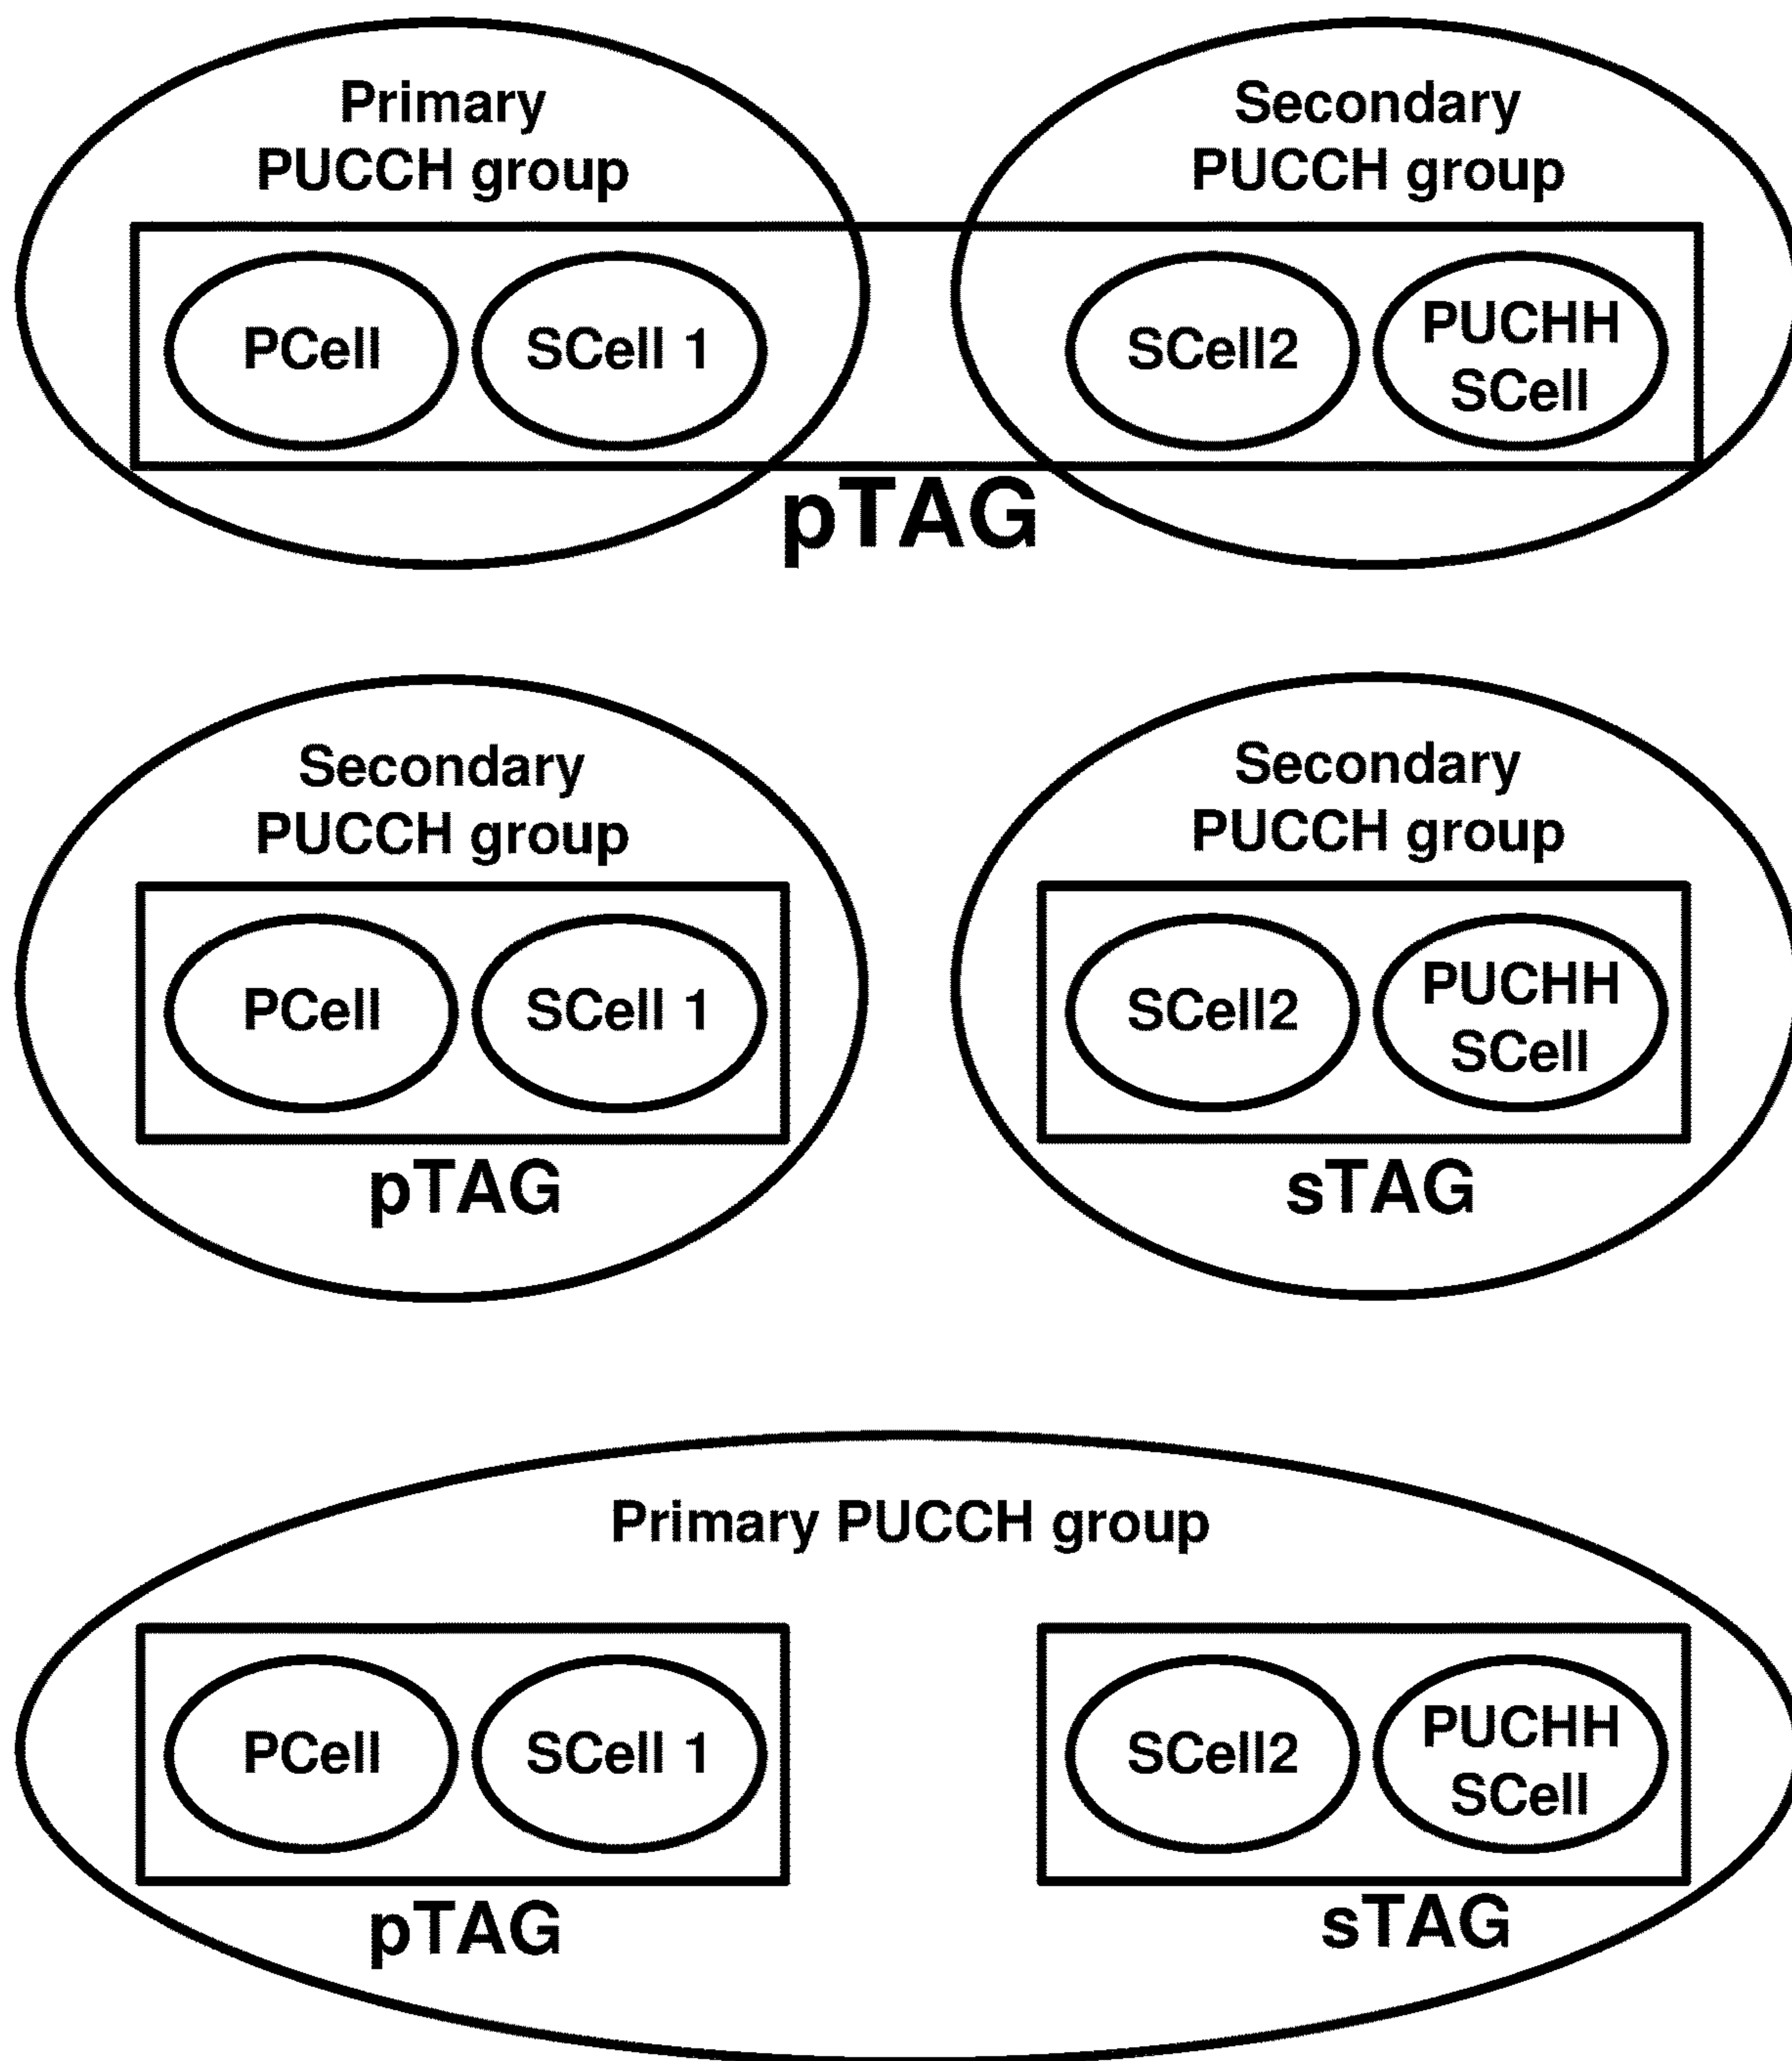 Primary
PUCCH group
Secondary
PUCCH group
PCell
SCell 1
SCell2
PUCHH
SCell
pTAG
Secondary
PUCCH group
Secondary
PUCCH group
PCell
SCell 1
SCell2
PUCHH
SCell
pTAG
sTAG
Primary PUCCH group
PCell
SCell 1
SCell2
PUCHH
SCell
pTAG
sTAG